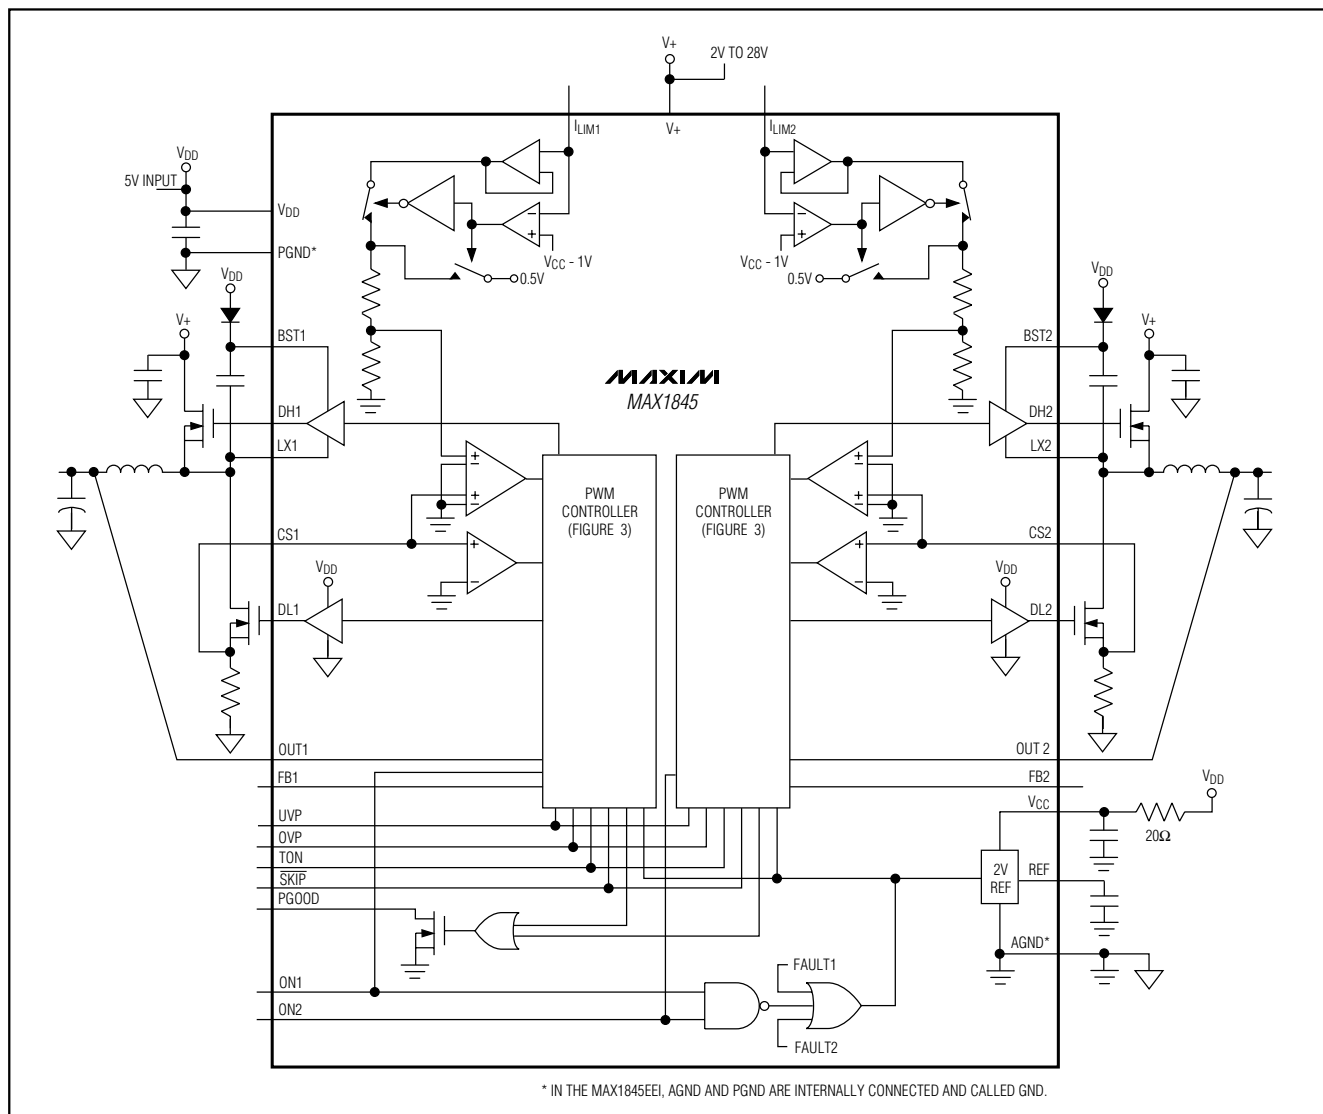 V+
2V TO 28V
ILIM1
V+
ILIM2
VDD
5V INPUT
VDD
PGND*
VCC - 1V
VCC - 1V
0.5V
0.5V
VDD
VDD
V+
V+
BST1
BST2
MAXIM
MAX1845
DH1
DH2
LX1
LX2
PWM
CONTROLLER
(FIGURE 3)
PWM
CONTROLLER
(FIGURE 3)
CS1
CS2
VDD
VDD
DL1
DL2
OUT1
OUT 2
FB1
FB2
VDD
VCC
20Ω
UVP
OVP
TON
SKIP
PGOOD
2V
REF
REF
AGND*
FAULT1
ON1
ON2
FAULT2
+
−
+
−
+
−
+
−
+
−
+
−
+
−
+
−
* IN THE MAX1845EEI, AGND AND PGND ARE INTERNALLY CONNECTED AND CALLED GND.